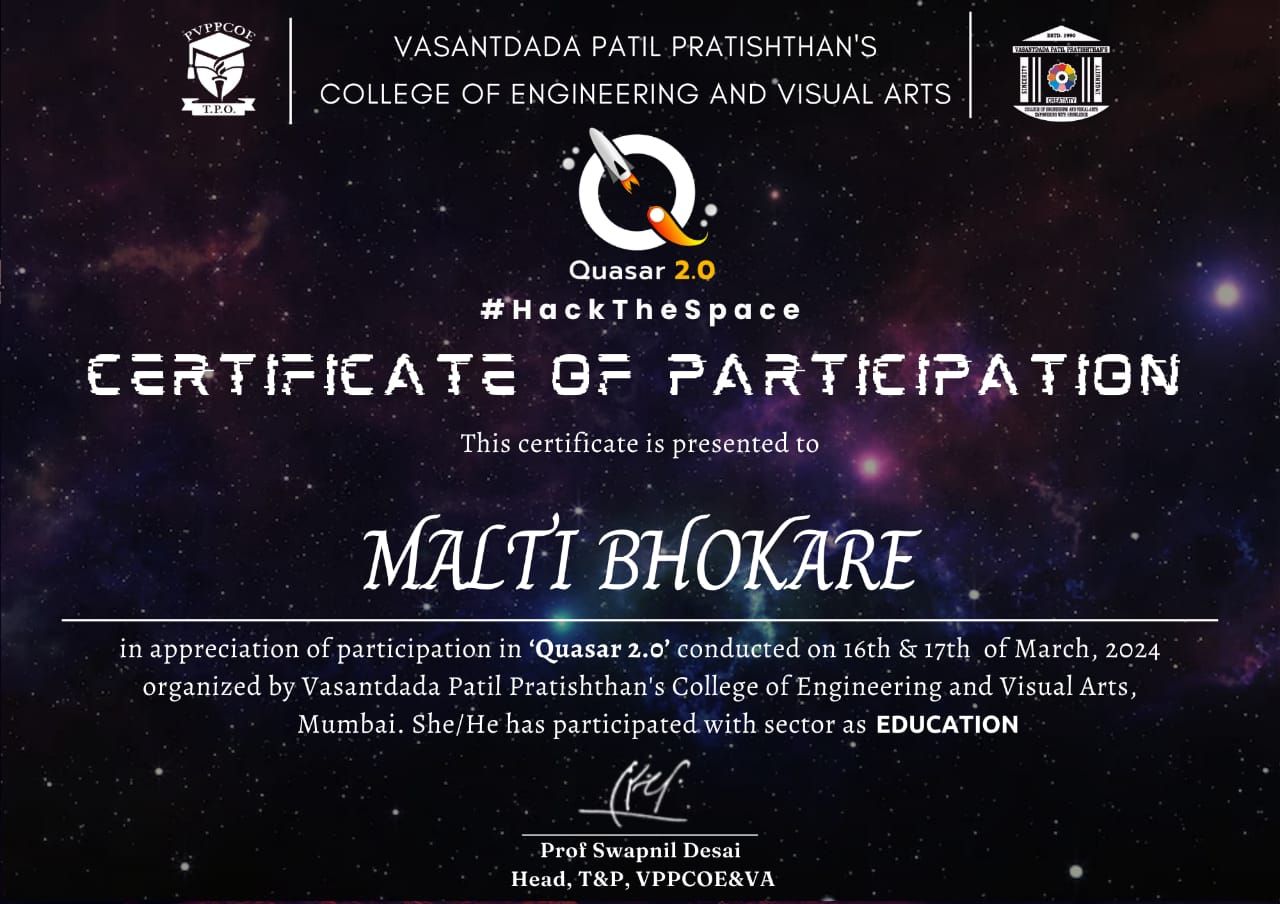 PVPPCOE
T.P.O.
VASANTDADA PATIL PRATISHTHAN'S
COLLEGE OF ENGINEERING AND VISUAL ARTS
ESTD. 1990
VASANTDADA PATIL PRATISHTHAN'S
SINCERITY
CREATIVITY
COLLEGE OF ENGINEERING AND VISUAL ARTS
EMPOWERING WITH KNOWLEDGE
Quasar 2.0
#HackTheSpace
CERTIFICATE OF PARTICIPATION
This certificate is presented to
MALTI BHOKARE
in appreciation of participation in ‘Quasar 2.0’ conducted on 16th & 17th of March, 2024
organized by Vasantdada Patil Pratishthan's College of Engineering and Visual Arts,
Mumbai. She/He has participated with sector as EDUCATION
Prof Swapnil Desai
Head, T&P, VPPCOE&VA